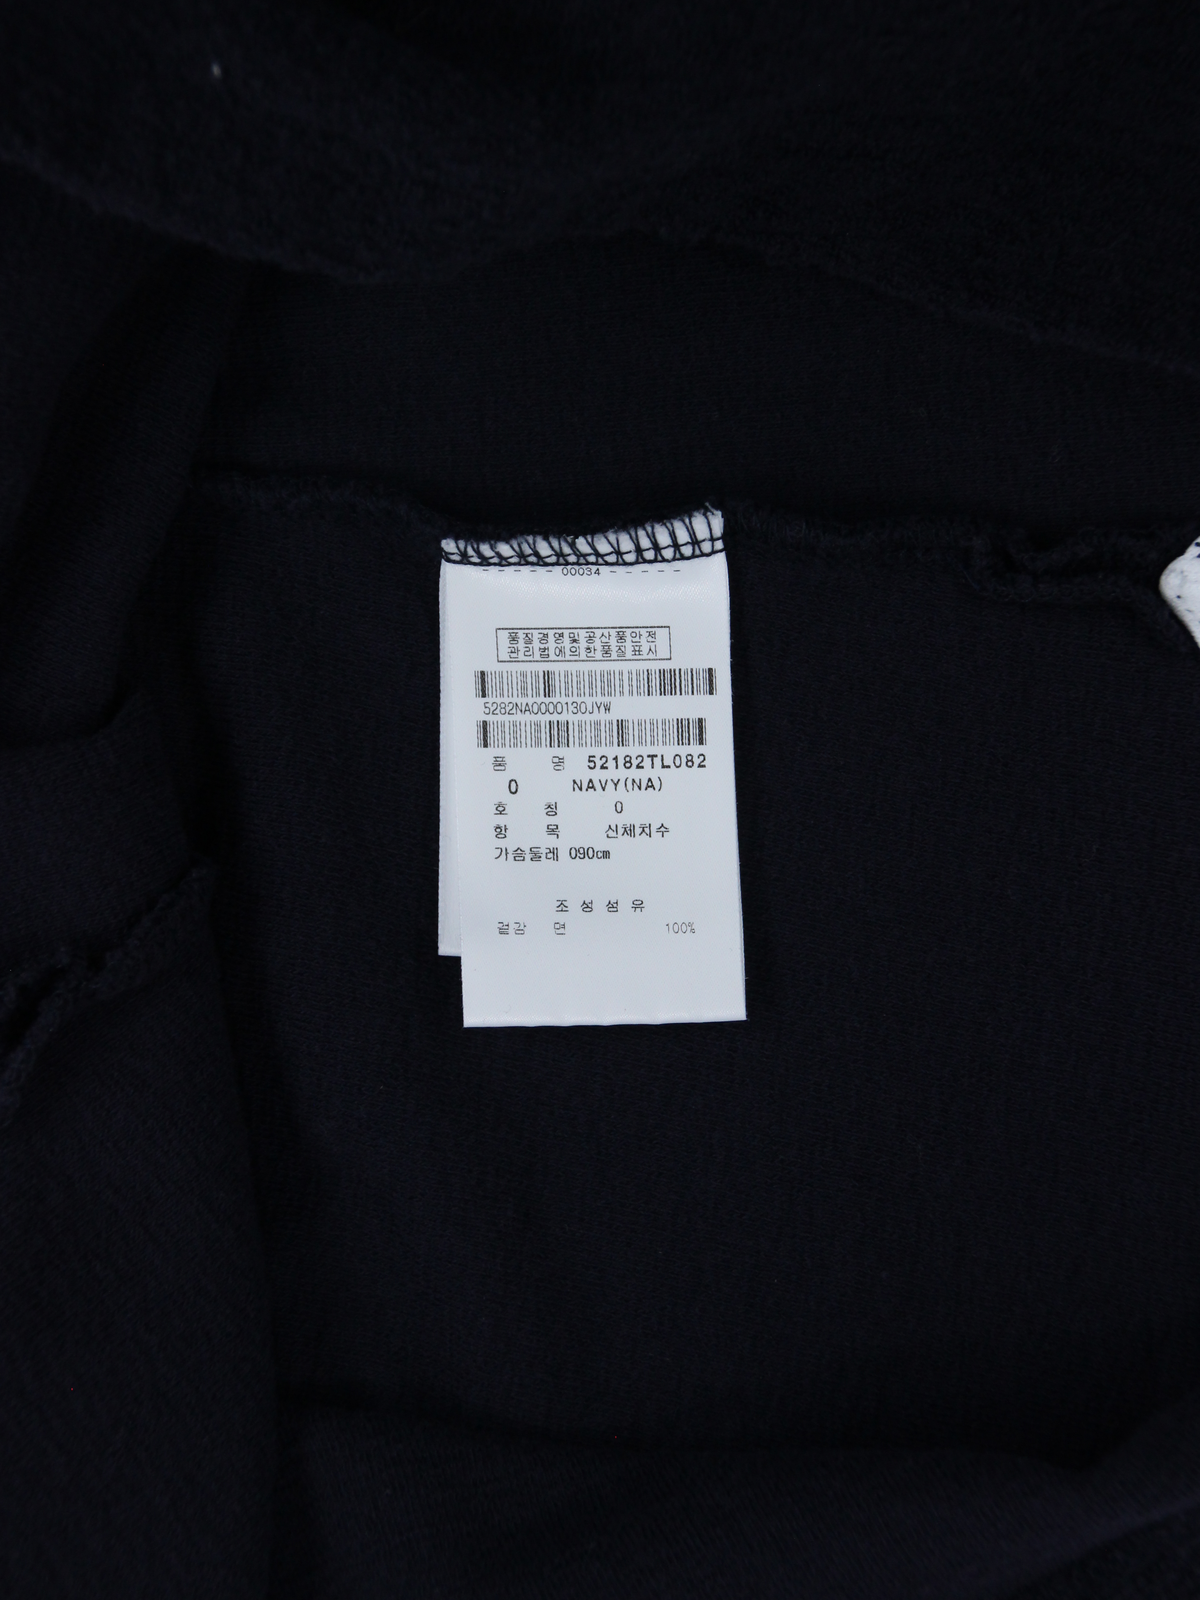 - - - - - 00034 - - - - -
품질경영및공산품안전
관리법에의한품질표시
5282NA0000130JYW
품 명 52182TL082
0 NAVY(NA)
호 칭 0
항 목 신체치수
가슴둘레 090cm
조 성 섬 유
겉감 면 100%